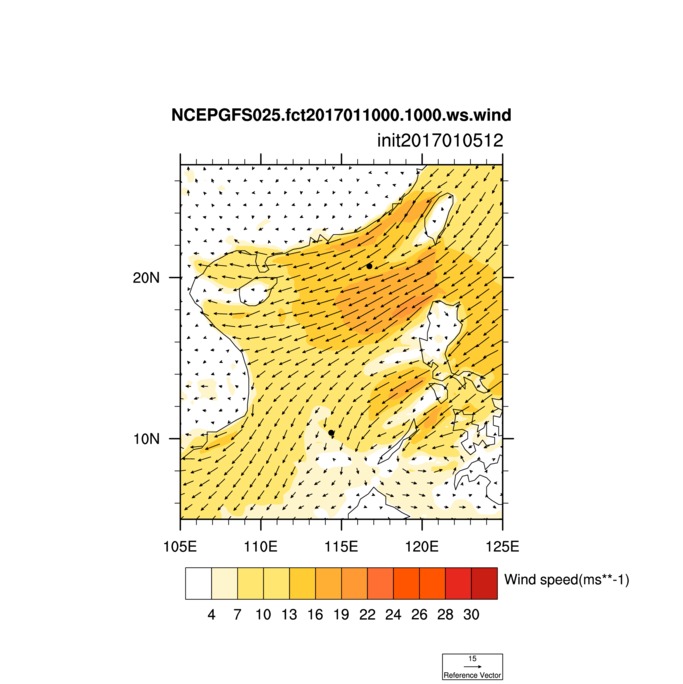 NCEPGFS025.fct2017011000.1000.ws.wind
init2017010512
20N
10N
105E 110E 115E 120E 125E
Wind speed(ms**-1)
4 7 10 13 16 19 22 24 26 28 30
15
Reference Vector